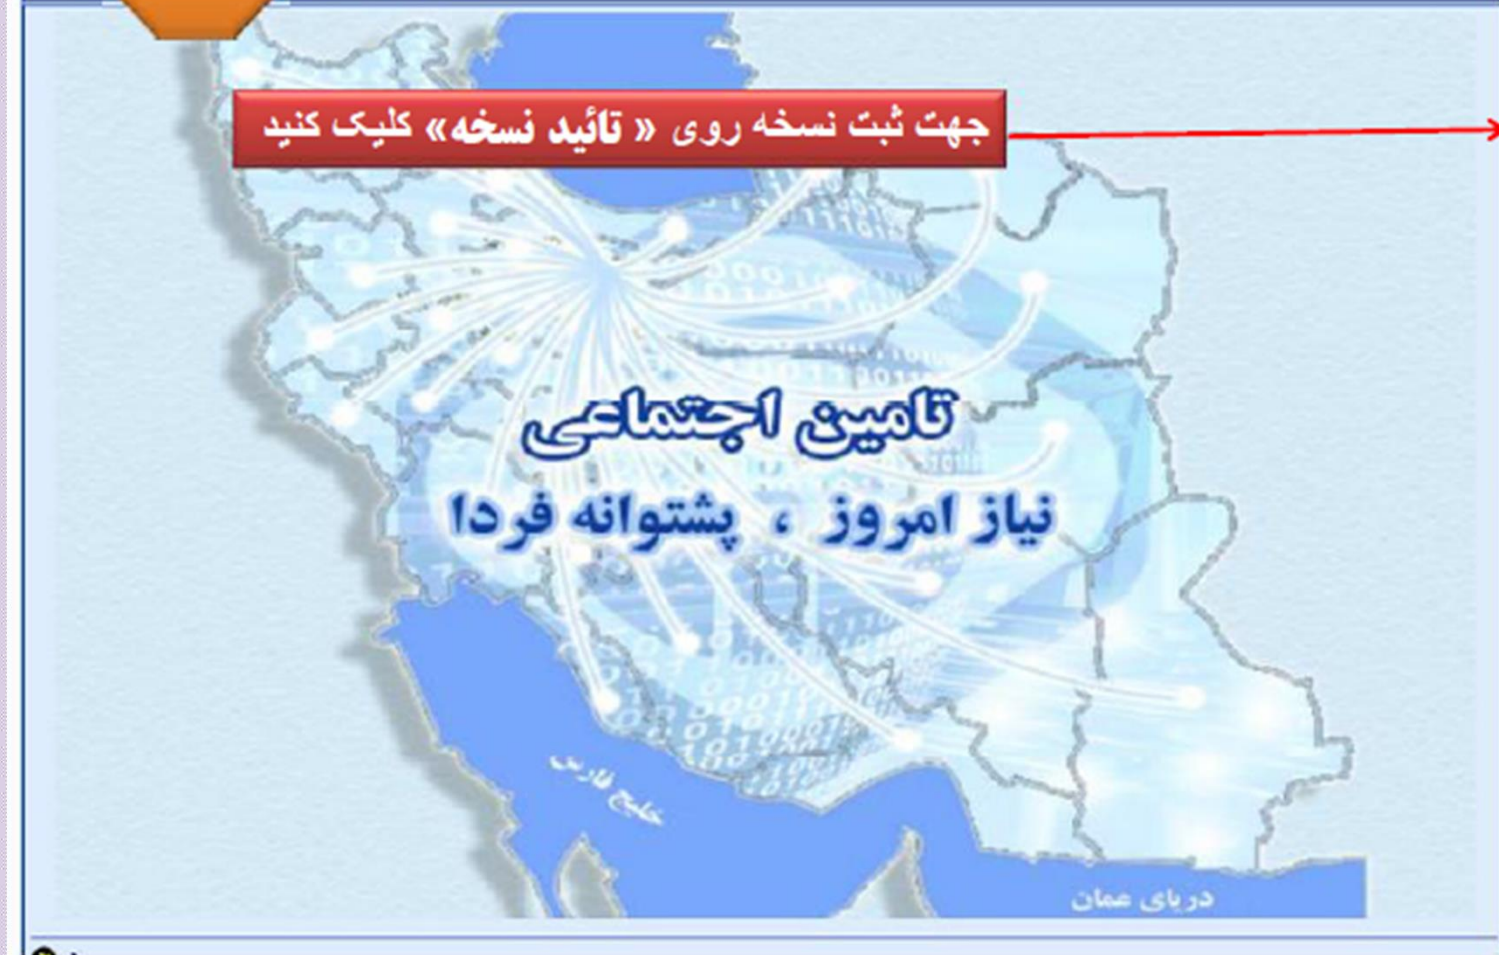 جهت ثبت نسخه روی « تائید نسخه» کلیک کنید
تامین اجتماعی
نیاز امروز ، پشتوانه فردا
خلیج فارس
دریای عمان